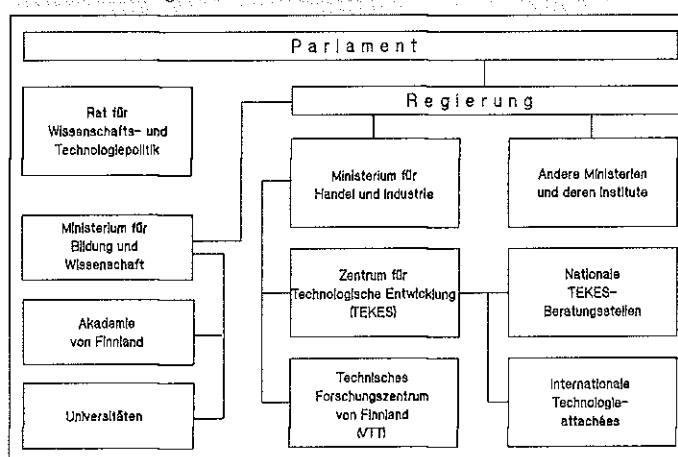 Parlament
Regierung
Rat für
Wissenschafts- und
Technologiepolitik
Ministerium für
Handel und Industrie
Andere Ministerien
und deren Institute
Ministerium für
Bildung und
Wissenschaft
Zentrum für
Technologische Entwicklung
(TEKES)
Nationale
TEKES-
Beratungsstellen
Akademie
von Finnland
Technisches
Forschungszentrum
von Finnland
(VTT)
Internationale
Technologie-
attachées
Universitäten